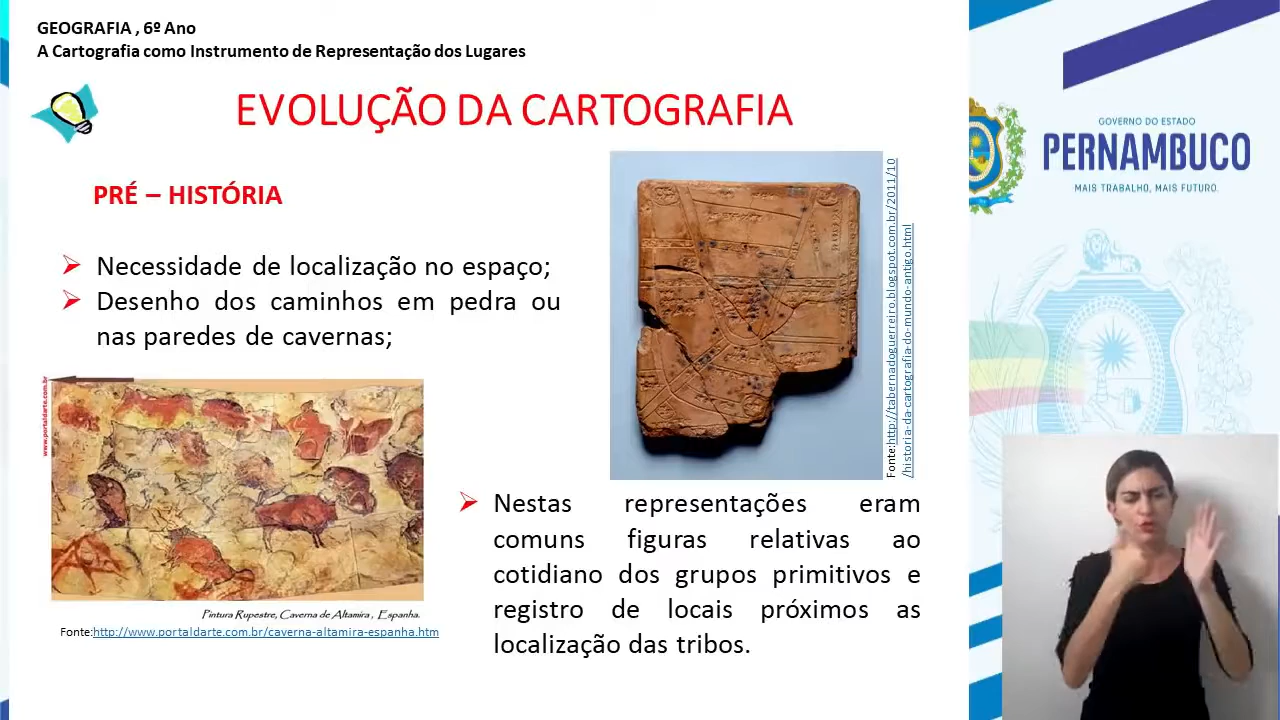 GEOGRAFIA , 6º Ano
A Cartografia como Instrumento de Representação dos Lugares
EVOLUÇÃO DA CARTOGRAFIA
PRÉ – HISTÓRIA
Necessidade de localização no espaço;
Desenho dos caminhos em pedra ou
nas paredes de cavernas;
www.portaldarte.com.br
Pintura Rupestre, Caverna de Altamira , Espanha.
Fonte:http://www.portaldarte.com.br/caverna-altamira-espanha.htm
Fonte:http://tabernadoguerreiro.blogspot.com.br/2011/10
/historia-da-cartografia-do-mundo-antigo.html
Nestas representações eram
comuns figuras relativas ao
cotidiano dos grupos primitivos e
registro de locais próximos as
localização das tribos.
GOVERNO DO ESTADO
PERNAMBUCO
MAIS TRABALHO, MAIS FUTURO.